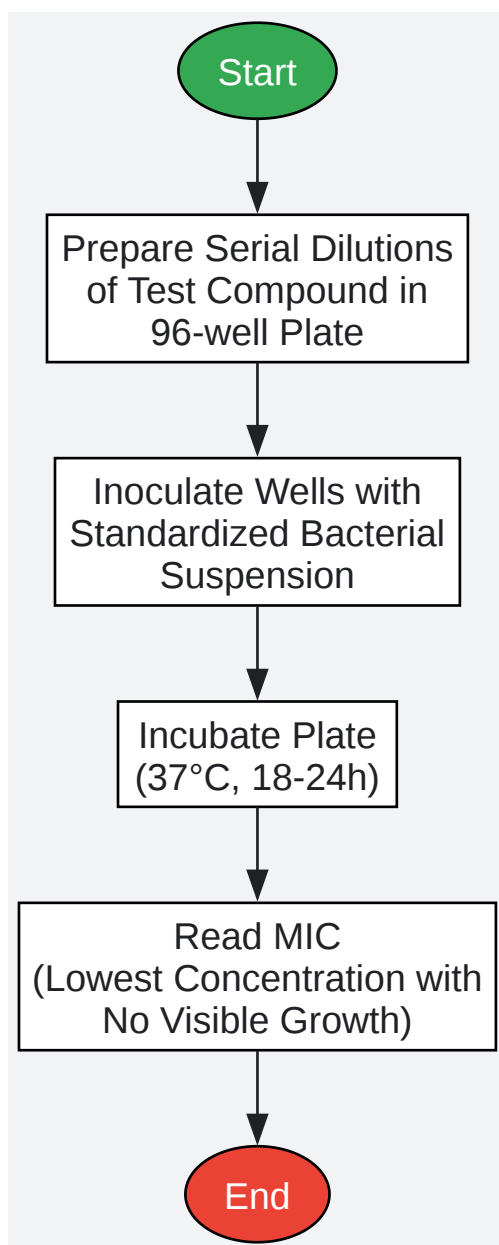 Start
Prepare Serial Dilutions
of Test Compound in
96-well Plate
Inoculate Wells with
Standardized Bacterial
Suspension
Incubate Plate
(37°C, 18-24h)
Read MIC
(Lowest Concentration with
No Visible Growth)
End